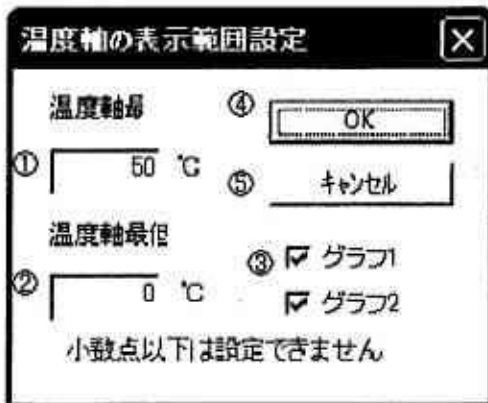 温度軸の表示範囲設定
温度軸最
① 50 ℃
温度軸最低
② 0 ℃
④ OK
⑤ キャンセル
③ グラフ1
グラフ2
小数点以下は設定できません